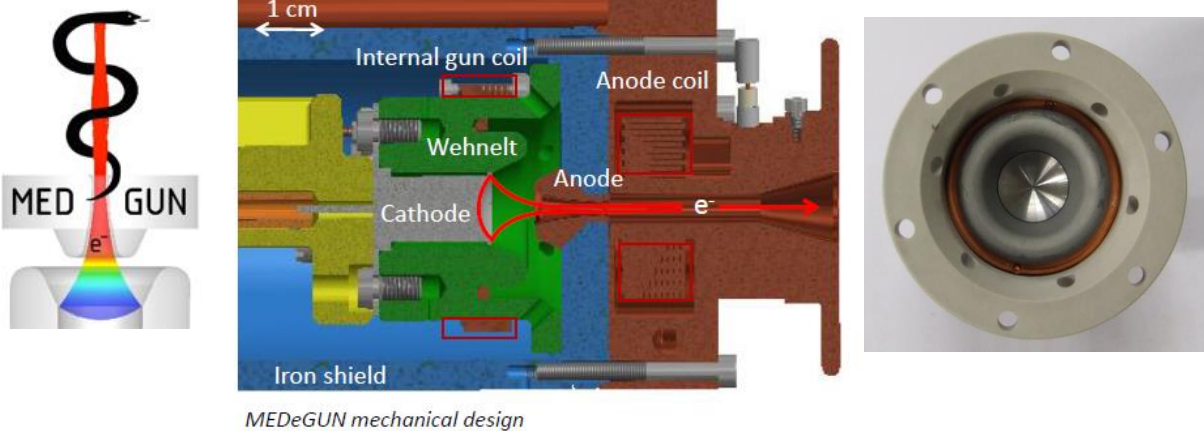 MED GUN
e⁻
1 cm
Internal gun coil
Anode coil
Wehnelt
Anode
Cathode
e⁻
Iron shield
MEDeGUN mechanical design